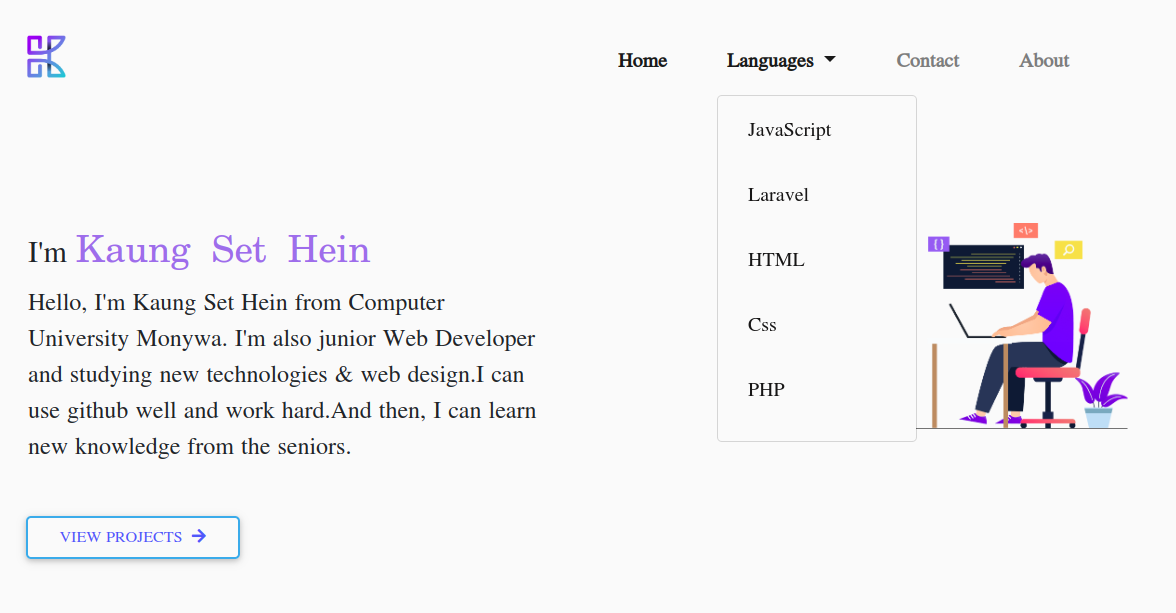 Home Languages Contact About
JavaScript
Laravel
HTML
Css
PHP
I'm Kaung Set Hein
Hello, I'm Kaung Set Hein from Computer
University Monywa. I'm also junior Web Developer
and studying new technologies & web design.I can
use github well and work hard.And then, I can learn
new knowledge from the seniors.
VIEW PROJECTS
{ }
</>